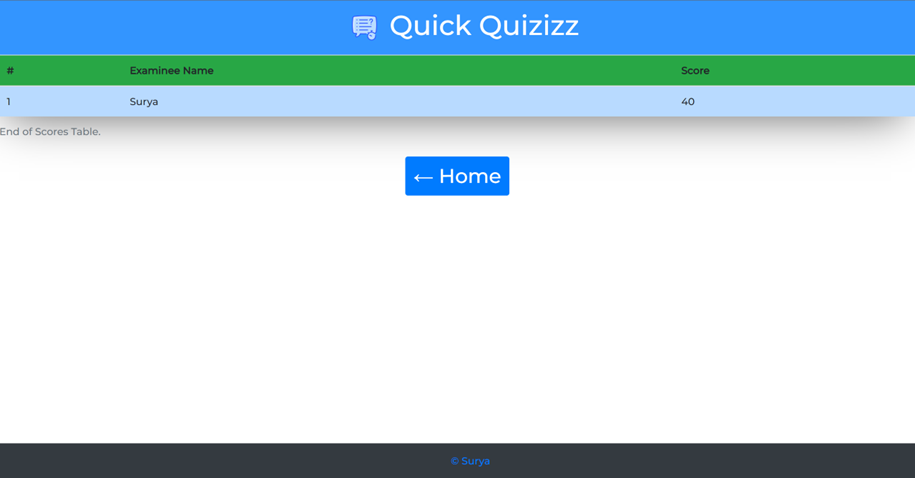 Quick Quizizz
# Examinee Name Score
1 Surya 40
End of Scores Table.
← Home
© Surya